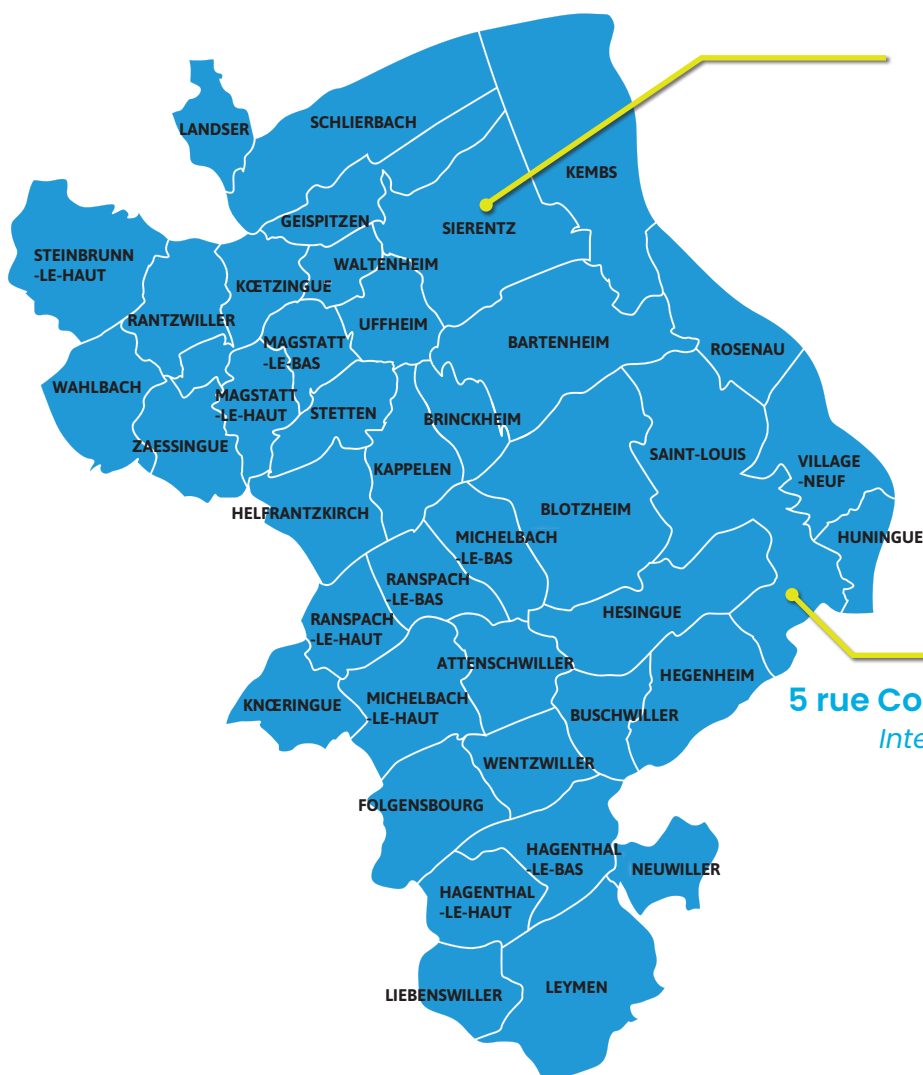 SCHLIERBACH
LANDSER
KEMBS
GEISPITZEN
SIERENTZ
STEINBRUNN
-LE-HAUT
WALTENHEIM
KŒTZINGUE
RANTZWILLER
UFFHEIM
MAGSTATT
-LE-BAS
BARTENHEIM
ROSENAU
WAHLBACH
MAGSTATT
-LE-HAUT
STETTEN
BRINCKHEIM
ZAESSINGUE
SAINT-LOUIS
VILLAGE
-NEUF
KAPPELEN
HELFRANTZKIRCH
BLOTZHEIM
HUNINGUE
MICHELBACH
-LE-BAS
RANSPACH
-LE-BAS
RANSPACH
-LE-HAUT
HESINGUE
ATTENSCHWILLER
HEGENHEIM
KNŒRINGUE
MICHELBACH
-LE-HAUT
BUSCHWILLER
5 rue Co
Inte
WENTZWILLER
FOLGENSBOURG
HAGENTHAL
-LE-BAS
NEUWILLER
HAGENTHAL
-LE-HAUT
LIEBENSWILLER
LEYMEN